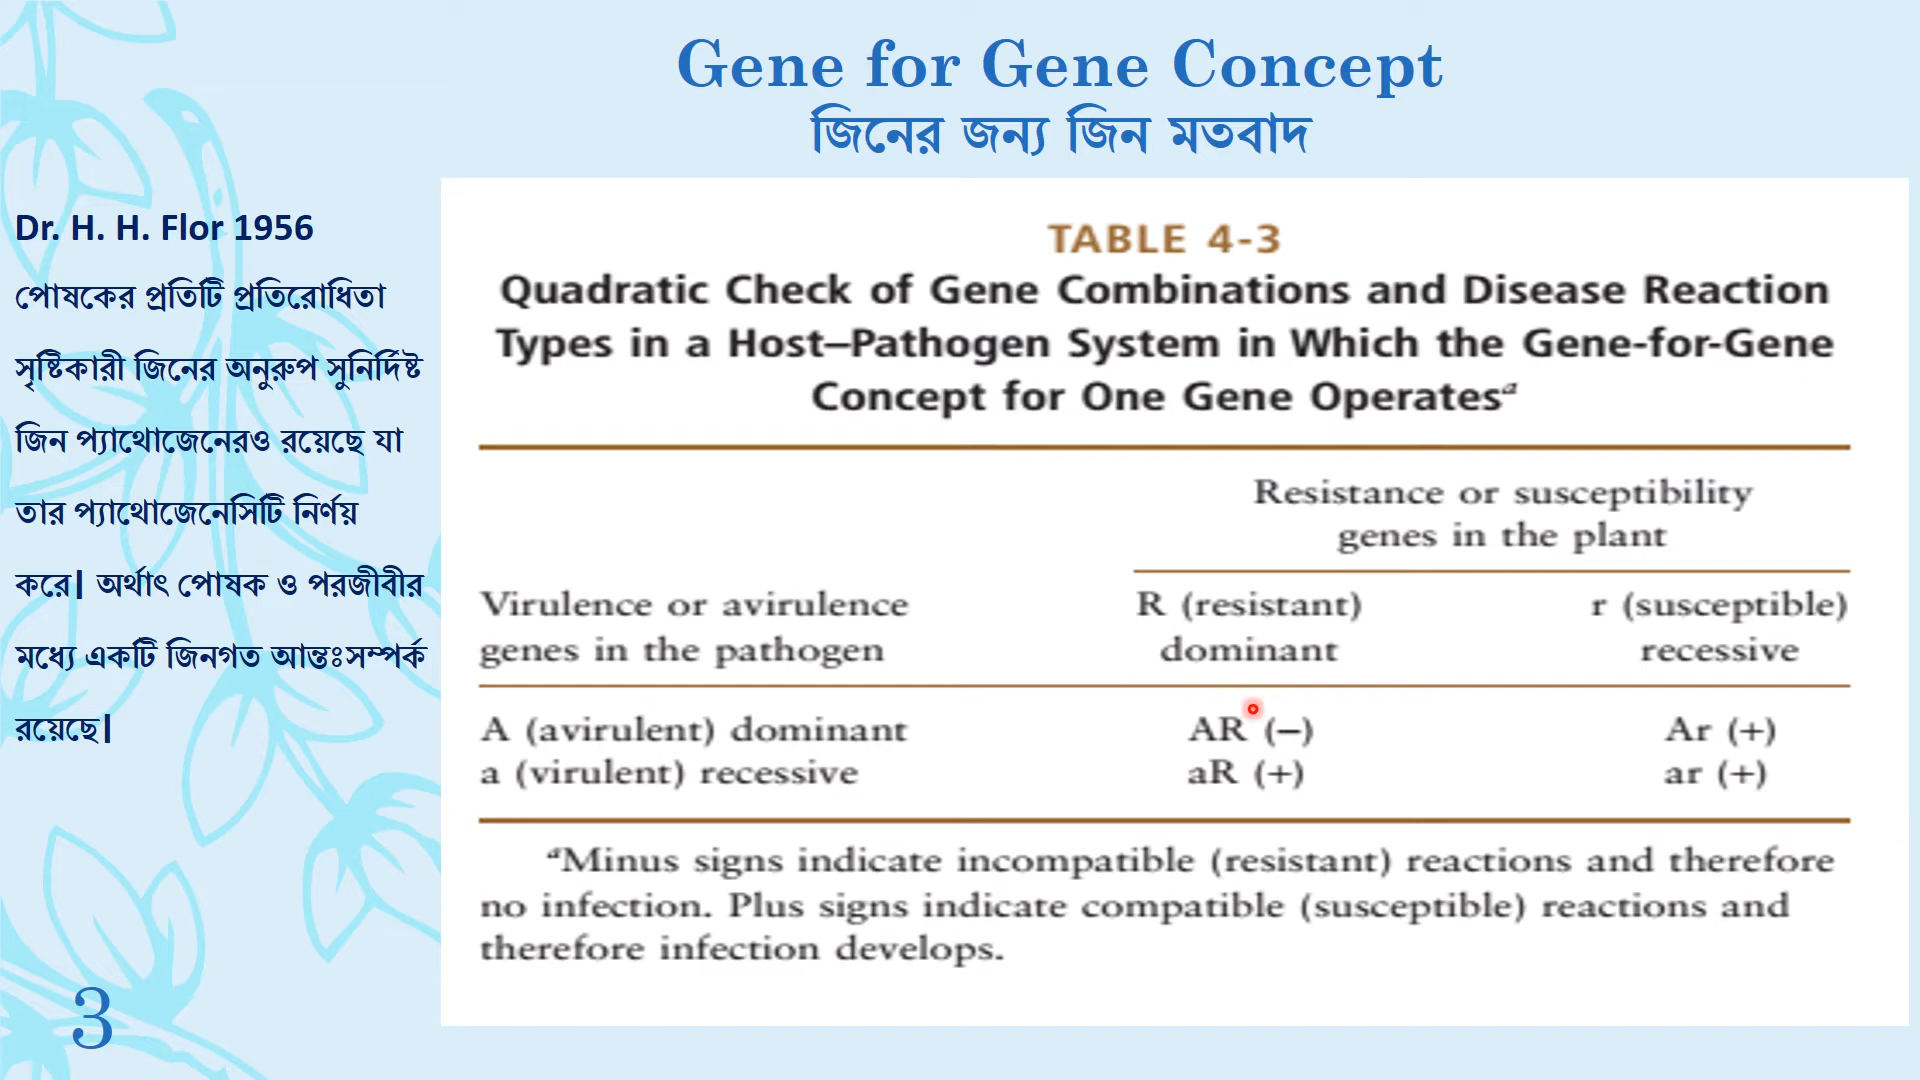 Gene for Gene Concept
জিনের জন্য জিন মতবাদ
Dr. H. H. Flor 1956
পোষকের প্রতিটি প্রতিরোধিতা
সৃষ্টিকারী জিনের অনুরুপ সুনির্দিষ্ট
জিন প্যাথোজেনেরও রয়েছে যা
তার প্যাথোজেনেসিটি নির্ণয়
করে| অর্থাৎ পোষক ও পরজীবীর
মধ্যে একটি জিনগত আন্তঃসম্পর্ক
রয়েছে|
TABLE 4-3
Quadratic Check of Gene Combinations and Disease Reaction
Types in a Host–Pathogen System in Which the Gene-for-Gene
Concept for One Gene Operatesᵃ
Resistance or susceptibility
genes in the plant
Virulence or avirulence R (resistant) r (susceptible)
genes in the pathogen dominant recessive
A (avirulent) dominant AR (−) Ar (+)
a (virulent) recessive aR (+) ar (+)
ᵃMinus signs indicate incompatible (resistant) reactions and therefore
no infection. Plus signs indicate compatible (susceptible) reactions and
therefore infection develops.
3